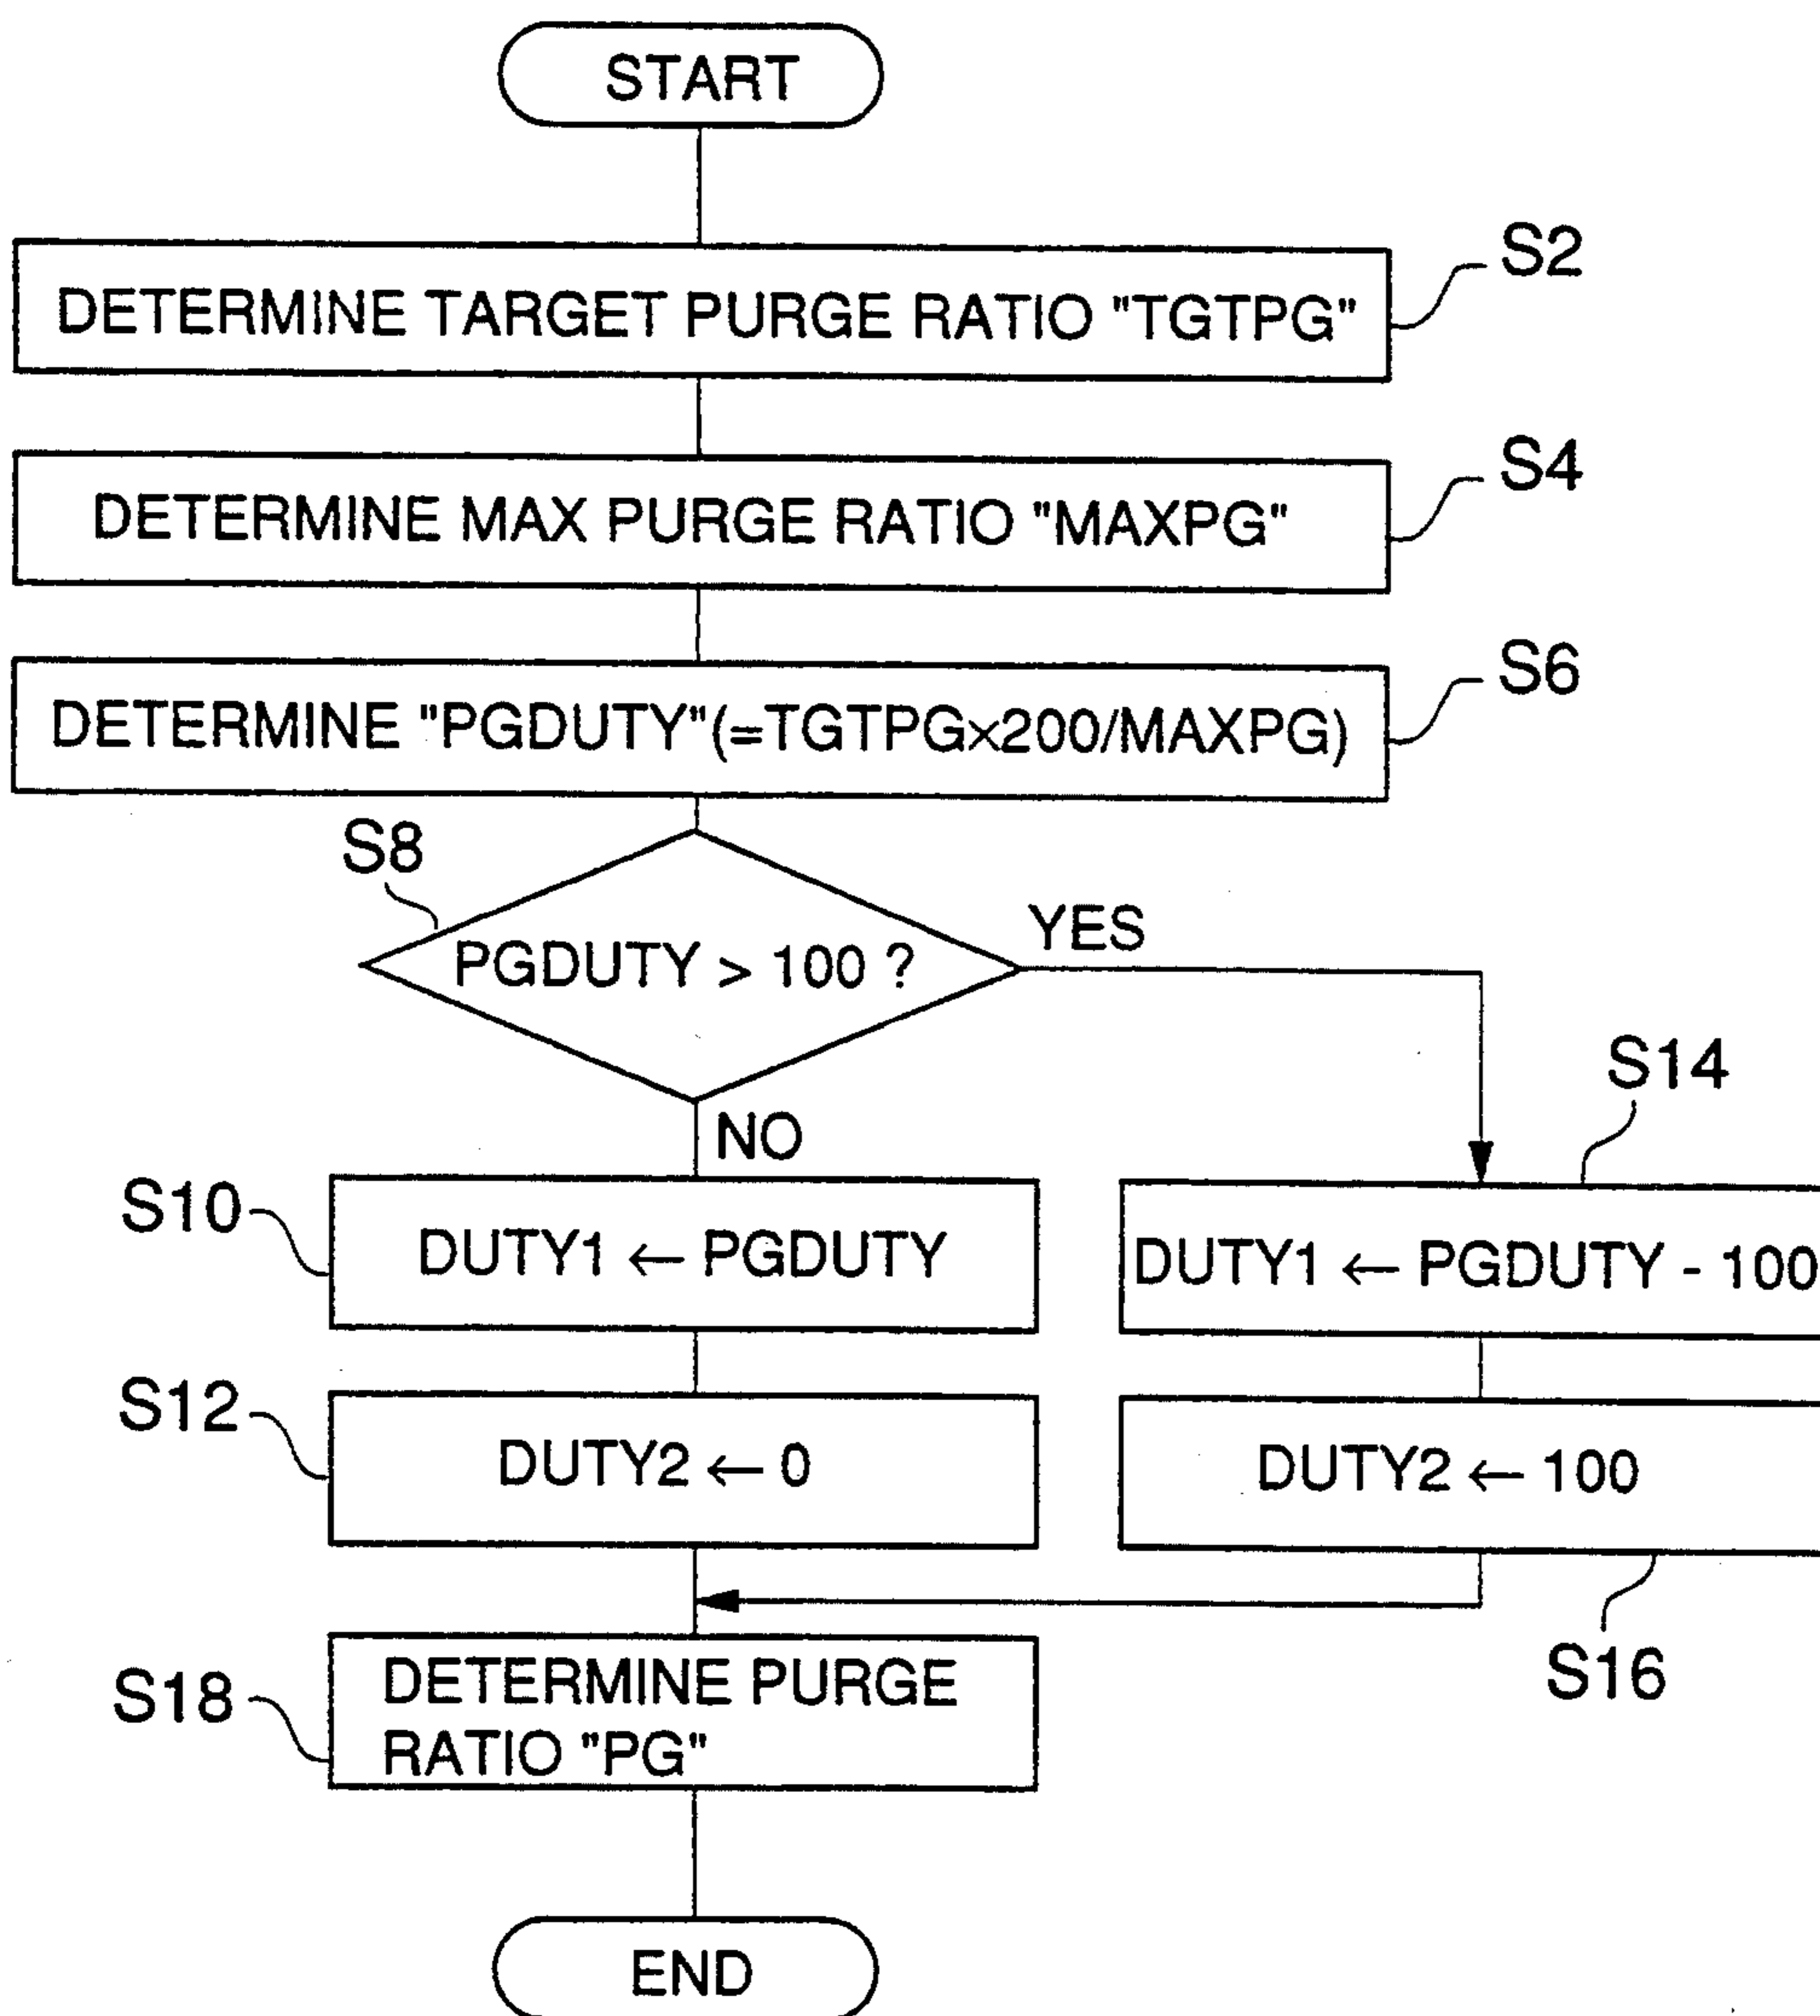 START
S2
DETERMINE TARGET PURGE RATIO "TGTPG"
S4
DETERMINE MAX PURGE RATIO "MAXPG"
S6
DETERMINE "PGDUTY"(=TGTPG×200/MAXPG)
S8
PGDUTY > 100 ?
YES
NO
S10
DUTY1 ← PGDUTY
S14
DUTY1 ← PGDUTY - 100
S12
DUTY2 ← 0
DUTY2 ← 100
S16
S18
DETERMINE PURGE
RATIO "PG"
END